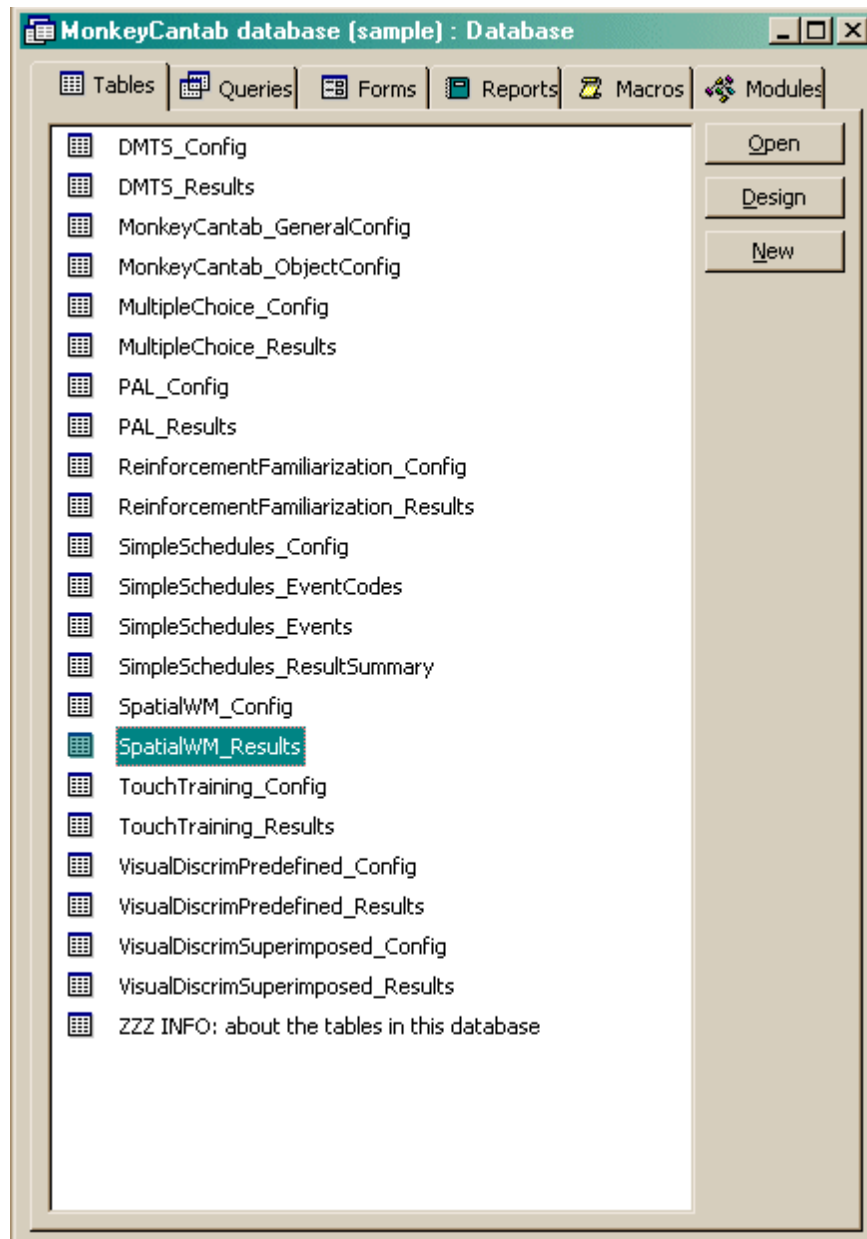 MonkeyCantab database (sample) : Database
Tables Queries Forms Reports Macros Modules
DMTS_Config
DMTS_Results
MonkeyCantab_GeneralConfig
MonkeyCantab_ObjectConfig
MultipleChoice_Config
MultipleChoice_Results
PAL_Config
PAL_Results
ReinforcementFamiliarization_Config
ReinforcementFamiliarization_Results
SimpleSchedules_Config
SimpleSchedules_EventCodes
SimpleSchedules_Events
SimpleSchedules_ResultSummary
SpatialWM_Config
SpatialWM_Results
TouchTraining_Config
TouchTraining_Results
VisualDiscrimPredefined_Config
VisualDiscrimPredefined_Results
VisualDiscrimSuperimposed_Config
VisualDiscrimSuperimposed_Results
ZZZ INFO: about the tables in this database
Open
Design
New